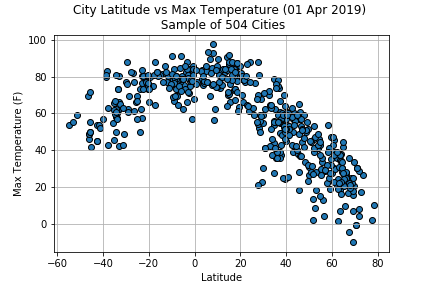 City Latitude vs Max Temperature (01 Apr 2019)
Sample of 504 Cities
Max Temperature (F)
100
80
60
40
20
0
−60 −40 −20 0 20 40 60 80
Latitude